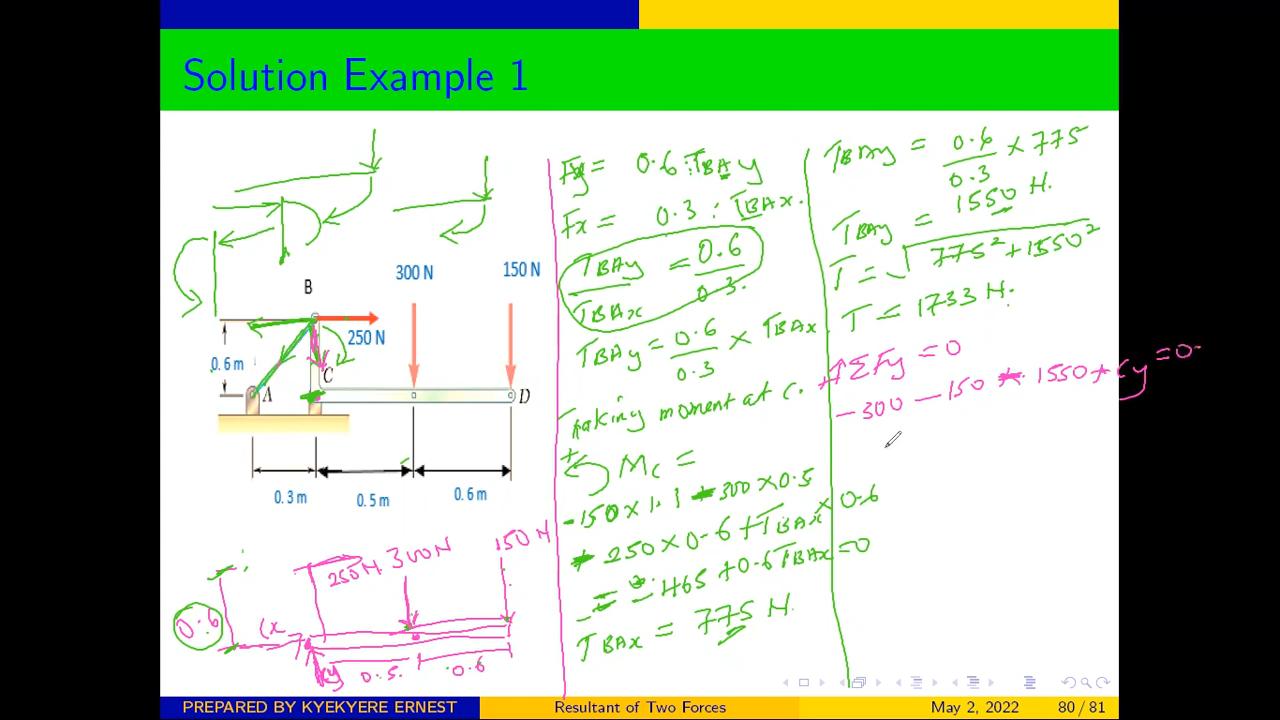 Solution Example 1
B
300 N
150 N
250 N
0.6 m
C
A
D
0.3 m
0.5 m
0.6 m
250 N. 300N
150 N
0.6
Cx
Cy
0.5.
0.6
Fy = 0.6 : TBAy
Fx = 0.3 : TBAx.
TBAy = 0.6
TBAx 0.3.
TBAy = 0.6 × TBAx
0.3
Taking moment at C.
+ Mc =
-150 × 1.1 - 300 × 0.5
- 250 × 0.6 + TBAx × 0.6
= - 465 + 0.6 TBAx = 0
TBAx = 775 N.
TBAy = 0.6 × 775
0.3
TBAy = 1550 N.
T = √775² + 1550²
T = 1733 N.
+↑ΣFy = 0
- 300 - 150 - 1550 + Cy = 0.
PREPARED BY KYEKYERE ERNEST
Resultant of Two Forces
May 2, 2022
80 / 81